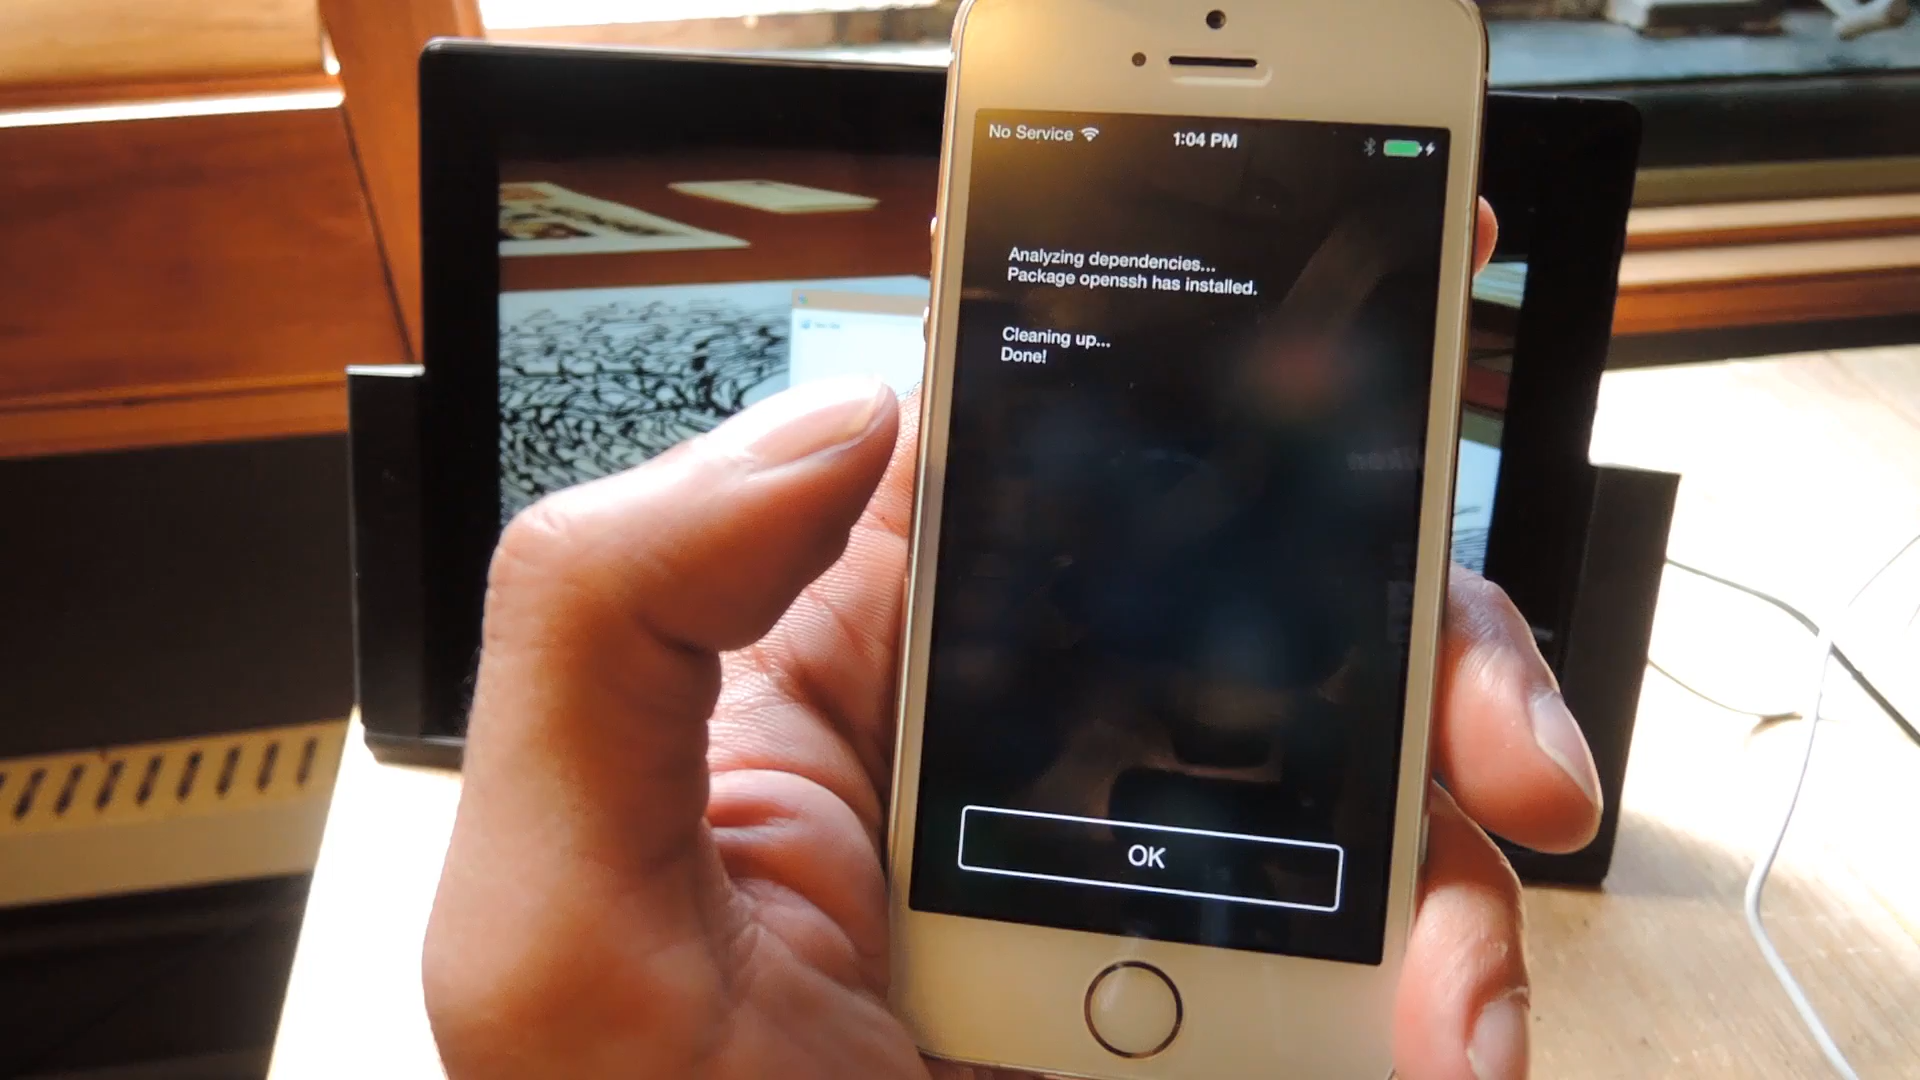 No Service
1:04 PM
Analyzing dependencies...
Package openssh has installed.
Cleaning up...
Done!
OK